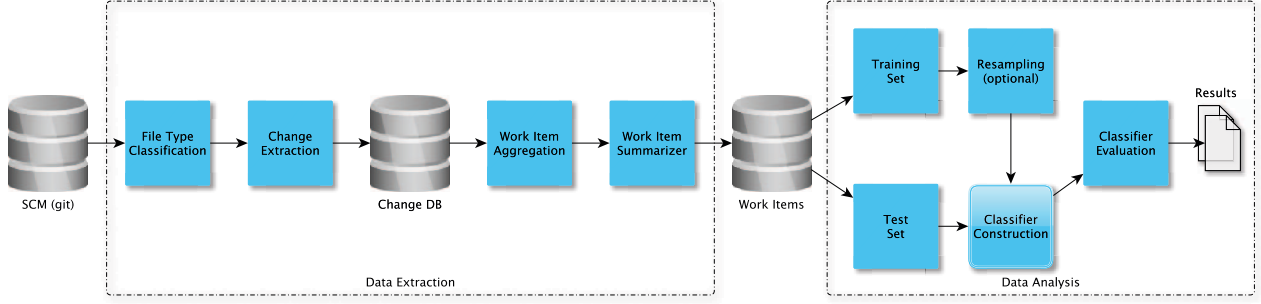 SCM (git)
File Type
Classification
Change
Extraction
Change DB
Work Item
Aggregation
Work Item
Summarizer
Data Extraction
Work Items
Training
Set
Resampling
(optional)
Test
Set
Classifier
Construction
Classifier
Evaluation
Results
Data Analysis